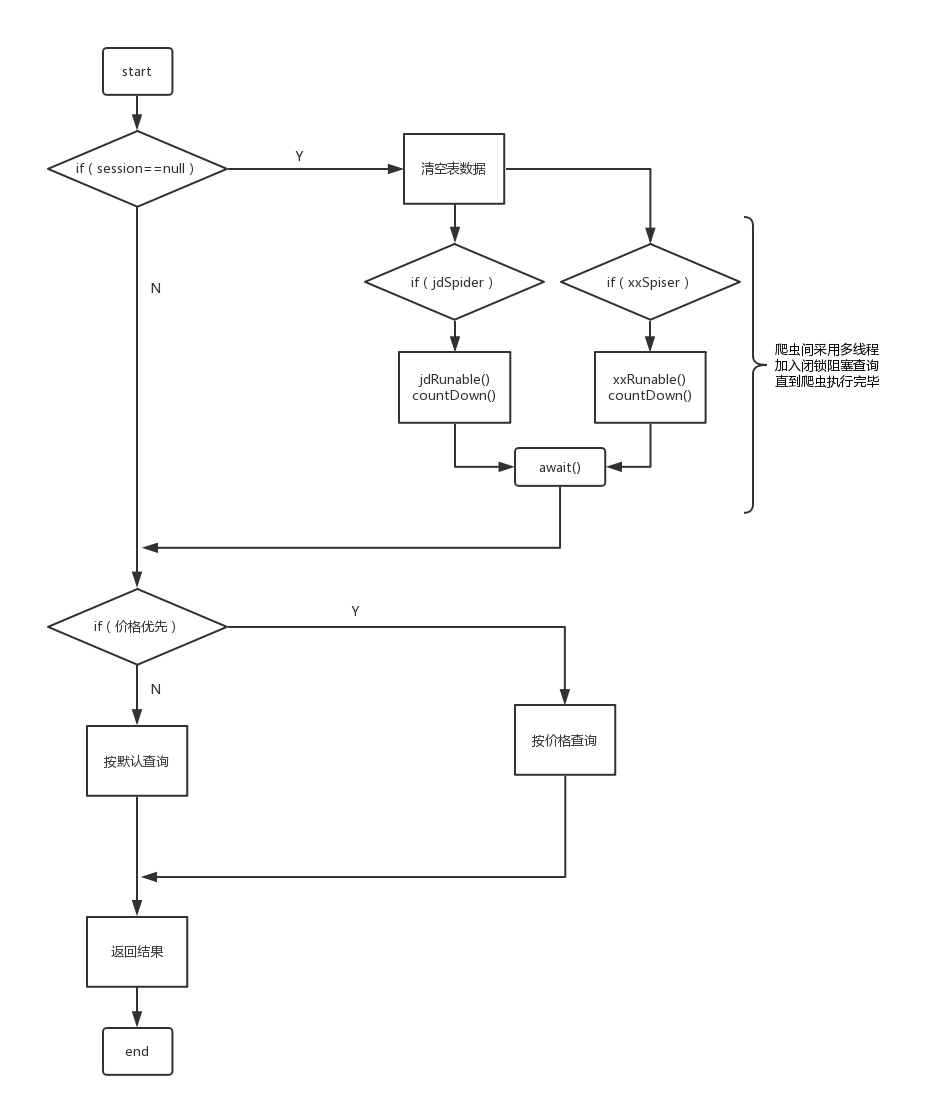 start
if ( session==null )
Y
清空表数据
N
if ( jdSpider )
if ( xxSpiser )
jdRunable()
countDown()
xxRunable()
countDown()
爬虫间采用多线程
加入闭锁阻塞查询
直到爬虫执行完毕
await()
if ( 价格优先 )
Y
N
按默认查询
按价格查询
返回结果
end